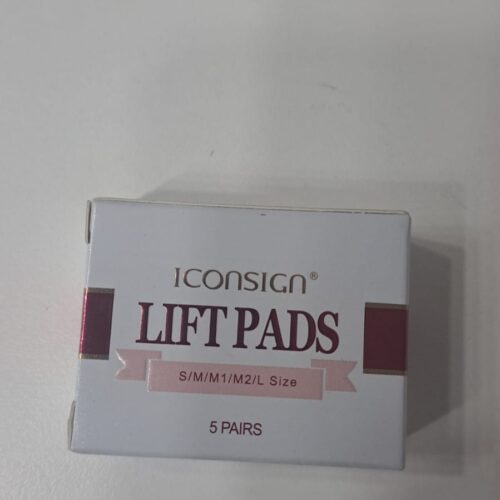 ICONSIGN®
LIFT PADS
S/M/M1/M2/L Size
5 PAIRS